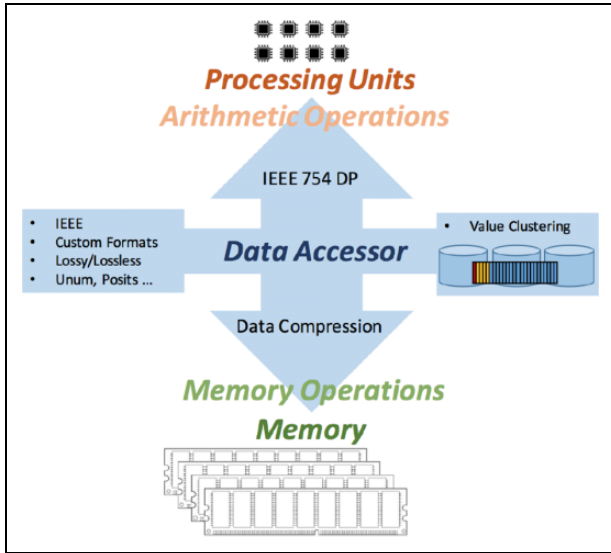 Processing Units
Arithmetic Operations
IEEE 754 DP
• IEEE
• Custom Formats
• Lossy/Lossless
• Unum, Posits ...
Data Accessor
• Value Clustering
Data Compression
Memory Operations
Memory